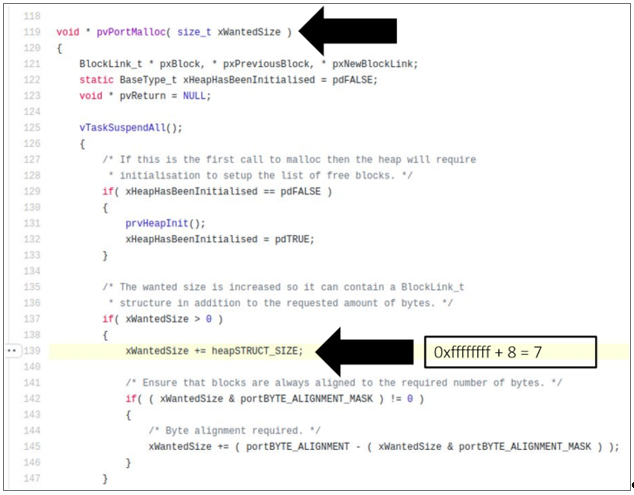 118
119 void * pvPortMalloc( size_t xWantedSize )
120 {
121     BlockLink_t * pxBlock, * pxPreviousBlock, * pxNewBlockLink;
122     static BaseType_t xHeapHasBeenInitialised = pdFALSE;
123     void * pvReturn = NULL;
124
125     vTaskSuspendAll();
126     {
127         /* If this is the first call to malloc then the heap will require
128          * initialisation to setup the list of free blocks. */
129         if( xHeapHasBeenInitialised == pdFALSE )
130         {
131             prvHeapInit();
132             xHeapHasBeenInitialised = pdTRUE;
133         }
134
135         /* The wanted size is increased so it can contain a BlockLink_t
136          * structure in addition to the requested amount of bytes. */
137         if( xWantedSize > 0 )
138         {
139             xWantedSize += heapSTRUCT_SIZE; 0xffffffff + 8 = 7
140
141             /* Ensure that blocks are always aligned to the required number of bytes. */
142             if( ( xWantedSize & portBYTE_ALIGNMENT_MASK ) != 0 )
143             {
144                 /* Byte alignment required. */
145                 xWantedSize += ( portBYTE_ALIGNMENT - ( xWantedSize & portBYTE_ALIGNMENT_MASK ) );
146             }
147         }